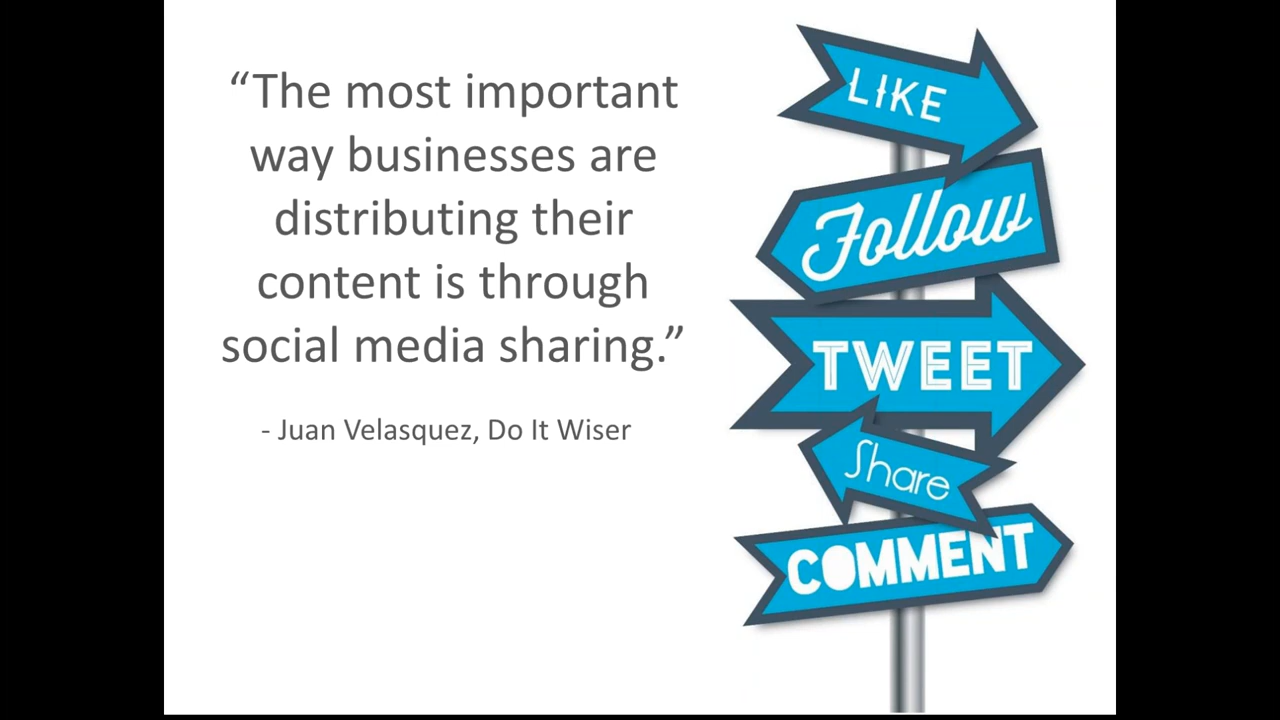 “The most important
way businesses are
distributing their
content is through
social media sharing.”
- Juan Velasquez, Do It Wiser
LIKE
Follow
TWEET
Share
COMMENT